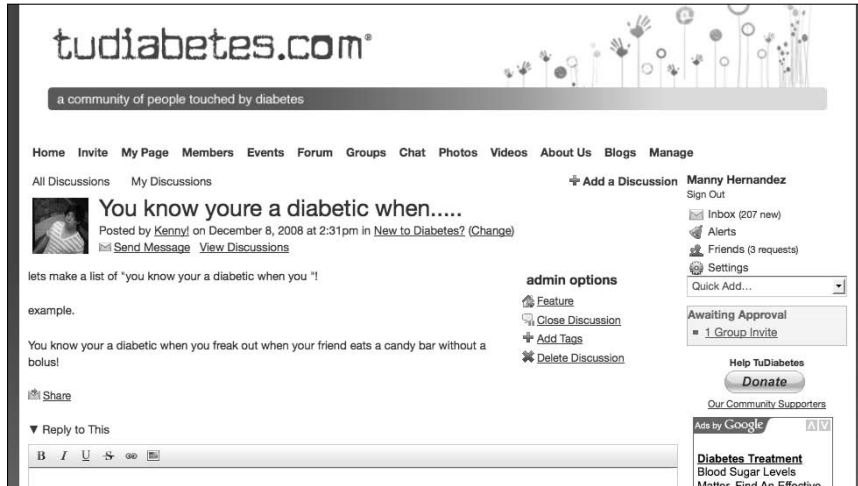 tudiabetes.com®
a community of people touched by diabetes
Home Invite My Page Members Events Forum Groups Chat Photos Videos About Us Blogs Manage
All Discussions My Discussions
Add a Discussion
You know youre a diabetic when.....
Posted by Kenny! on December 8, 2008 at 2:31pm in New to Diabetes? (Change)
Send Message View Discussions
lets make a list of "you know your a diabetic when you "!
example.
You know your a diabetic when you freak out when your friend eats a candy bar without a
bolus!
Share
Reply to This
B I U S
admin options
Feature
Close Discussion
Add Tags
Delete Discussion
Manny Hernandez
Sign Out
Inbox (207 new)
Alerts
Friends (3 requests)
Settings
Quick Add...
Awaiting Approval
1 Group Invite
Help TuDiabetes
Donate
Our Community Supporters
Ads by Google
Diabetes Treatment
Blood Sugar Levels
Matter. Find An Effective